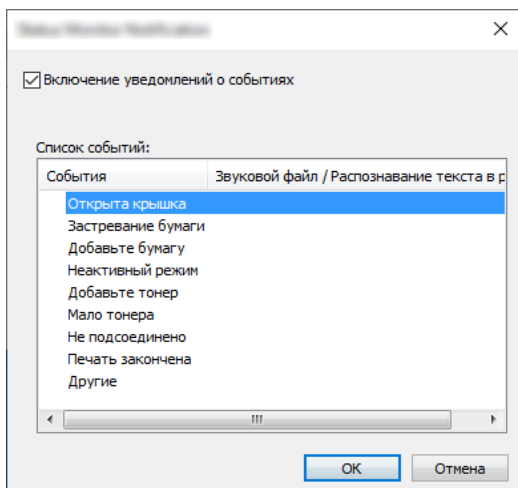 Включение уведомлений о событиях
Список событий:
События Звуковой файл / Распознавание текста в р
Открыта крышка
Застревание бумаги
Добавьте бумагу
Неактивный режим
Добавьте тонер
Мало тонера
Не подсоединено
Печать закончена
Другие
OK Отмена